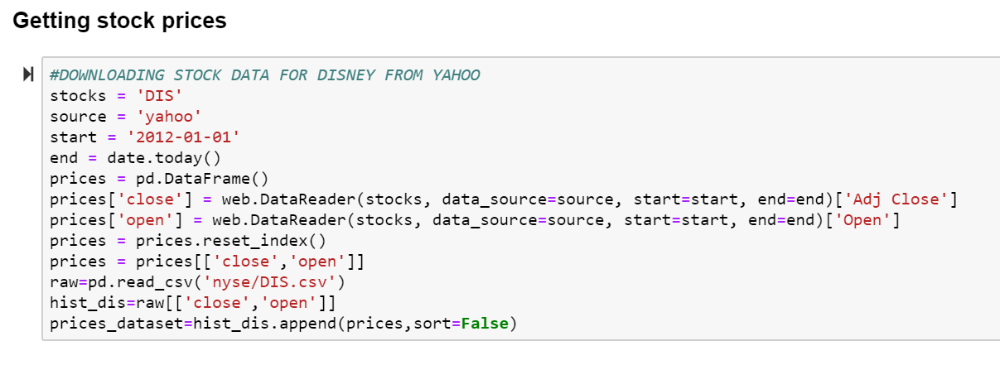 Getting stock prices
#DOWNLOADING STOCK DATA FOR DISNEY FROM YAHOO
stocks = 'DIS'
source = 'yahoo'
start = '2012-01-01'
end = date.today()
prices = pd.DataFrame()
prices['close'] = web.DataReader(stocks, data_source=source, start=start, end=end)['Adj Close']
prices['open'] = web.DataReader(stocks, data_source=source, start=start, end=end)['Open']
prices = prices.reset_index()
prices = prices[['close','open']]
raw=pd.read_csv('nyse/DIS.csv')
hist_dis=raw[['close','open']]
prices_dataset=hist_dis.append(prices,sort=False)